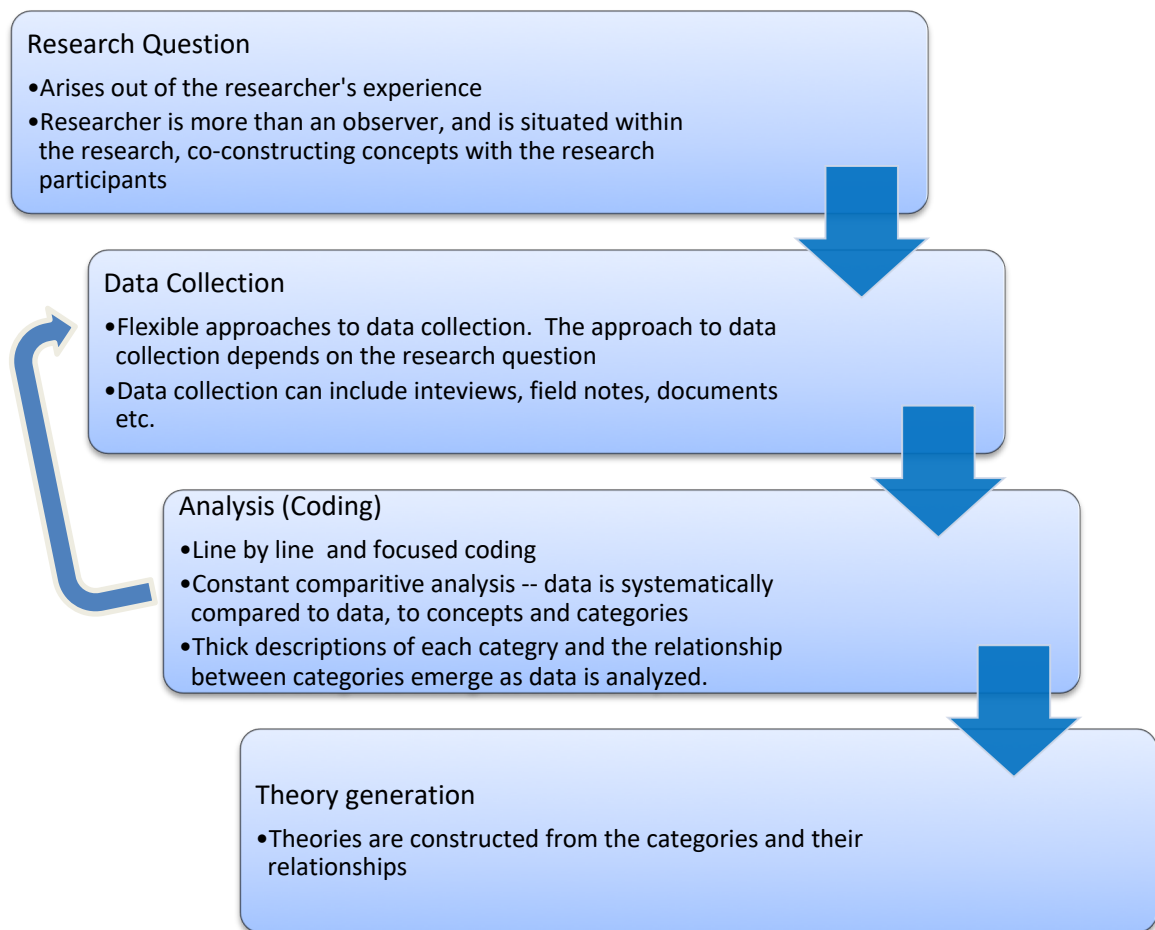 Research Question
•Arises out of the researcher's experience
•Researcher is more than an observer, and is situated within
the research, co-constructing concepts with the research
participants
Data Collection
•Flexible approaches to data collection.  The approach to data
collection depends on the research question
•Data collection can include inteviews, field notes, documents
etc.
Analysis (Coding)
•Line by line  and focused coding
•Constant comparitive analysis -- data is systematically
compared to data, to concepts and categories
•Thick descriptions of each categry and the relationship
between categories emerge as data is analyzed.
Theory generation
•Theories are constructed from the categories and their
relationships